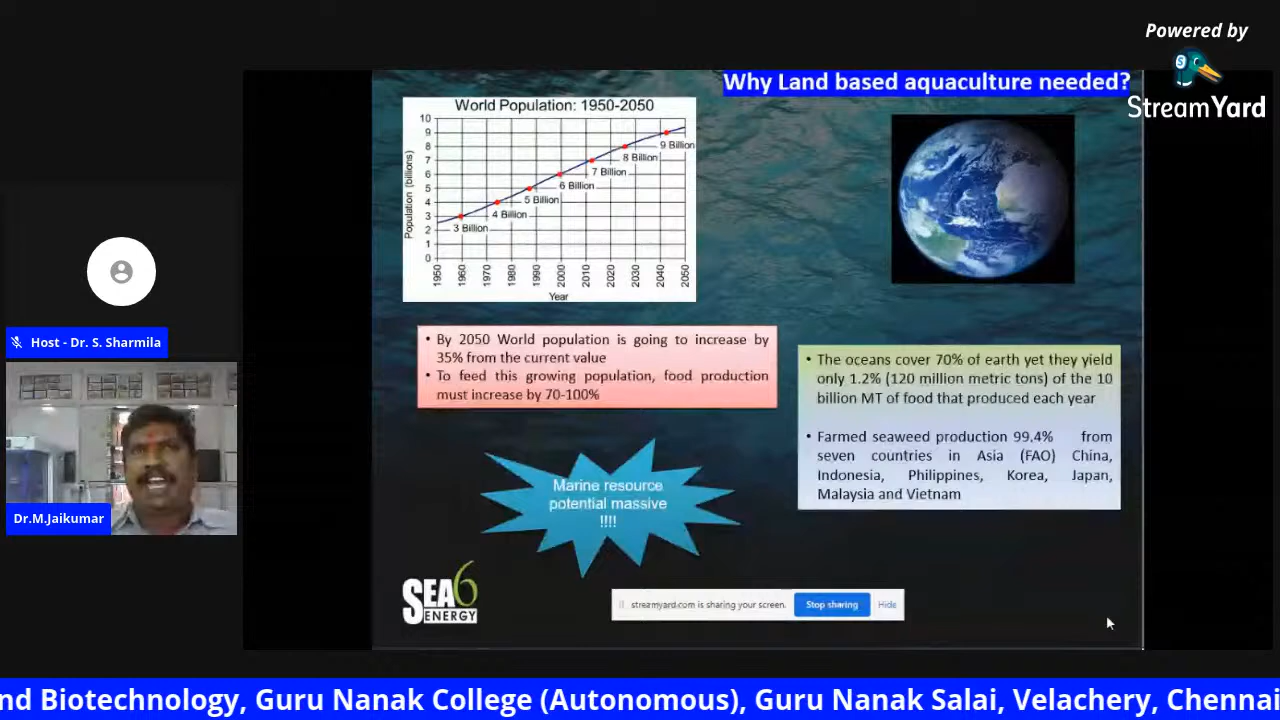 Powered by
StreamYard
Why Land based aquaculture needed?
World Population: 1950-2050
Population (billions)
10
9
8
7
6
5
4
3
2
1
0
9 Billion
8 Billion
7 Billion
6 Billion
5 Billion
4 Billion
3 Billion
1950
1960
1970
1980
1990
2000
2010
2020
2030
2040
2050
Year
• By 2050 World population is going to increase by
35% from the current value
• To feed this growing population, food production
must increase by 70-100%
• The oceans cover 70% of earth yet they yield
only 1.2% (120 million metric tons) of the 10
billion MT of food that produced each year
• Farmed seaweed production 99.4% from
seven countries in Asia (FAO) China,
Indonesia, Philippines, Korea, Japan,
Malaysia and Vietnam
Marine resource
potential massive
!!!!
Host - Dr. S. Sharmila
Dr.M.Jaikumar
SEA6
ENERGY
streamyard.com is sharing your screen.
Stop sharing
Hide
nd Biotechnology, Guru Nanak College (Autonomous), Guru Nanak Salai, Velachery, Chennai